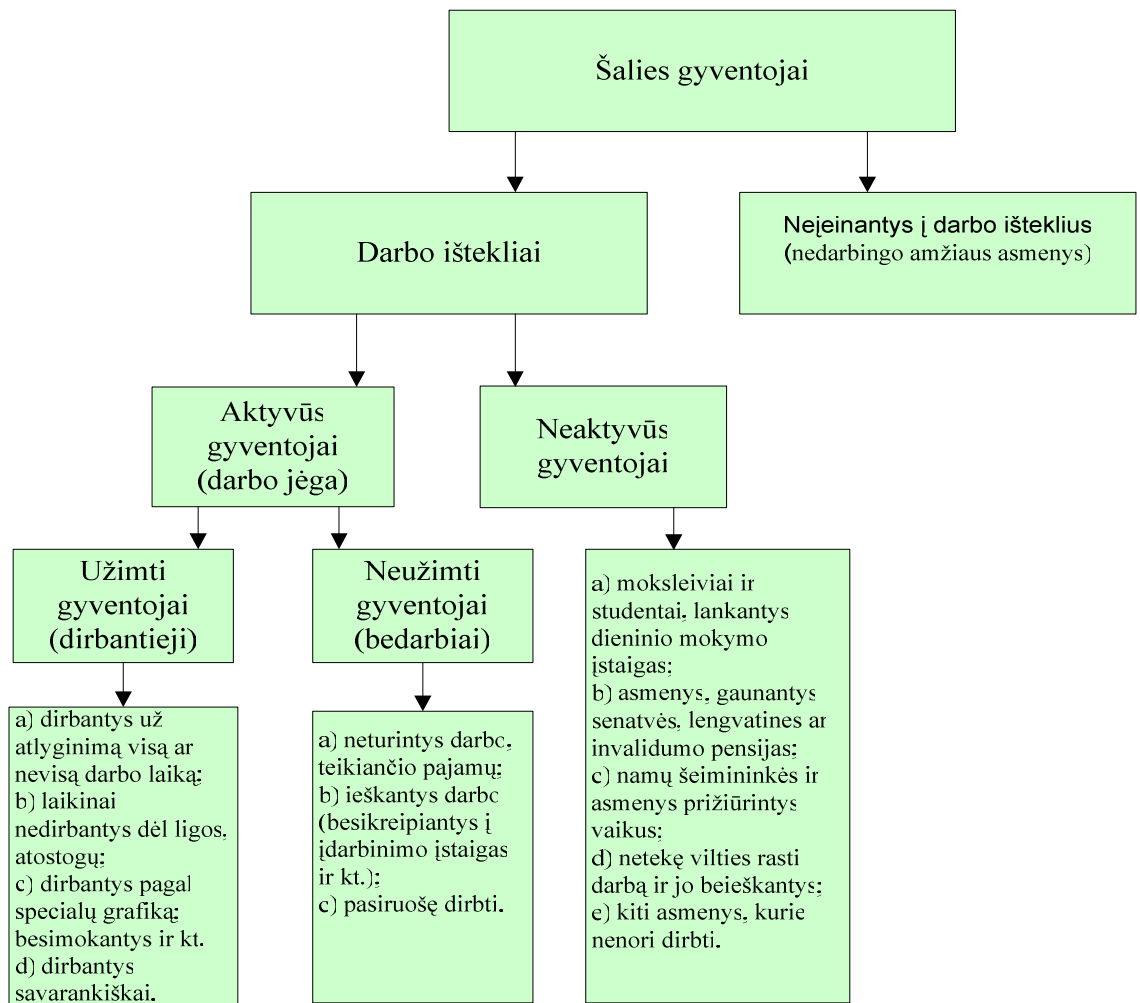 Šalies gyventojai
Darbo ištekliai
Neįeinantys į darbo išteklius
(nedarbingo amžiaus asmenys)
Aktyvūs
gyventojai
(darbo jėga)
Neaktyvūs
gyventojai
Užimti
gyventojai
(dirbantieji)
Neužimti
gyventojai
(bedarbiai)
a) dirbantys už
atlyginimą visą ar
nevisą darbo laiką;
b) laikinai
nedirbantys dėl ligos,
atostogų;
c) dirbantys pagal
specialų grafiką;
besimokantys ir kt.
d) dirbantys
savarankiškai.
a) neturintys darbo,
teikiančio pajamų;
b) ieškantys darbo
(besikreipiantys į
įdarbinimo įstaigas
ir kt.);
c) pasiruošę dirbti.
a) moksleiviai ir
studentai, lankantys
dieninio mokymo
įstaigas;
b) asmenys, gaunantys
senatvės, lengvatines ar
invalidumo pensijas;
c) namų šeimininkės ir
asmenys prižiūrintys
vaikus;
d) netekę vilties rasti
darbą ir jo beieškantys;
e) kiti asmenys, kurie
nenori dirbti.